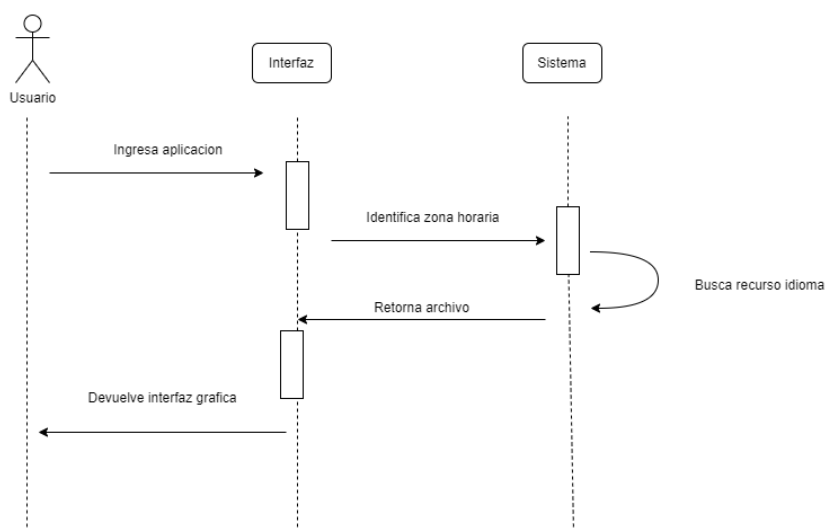 Interfaz
Sistema
Usuario
Ingresa aplicacion
Identifica zona horaria
Busca recurso idioma
Retorna archivo
Devuelve interfaz grafica